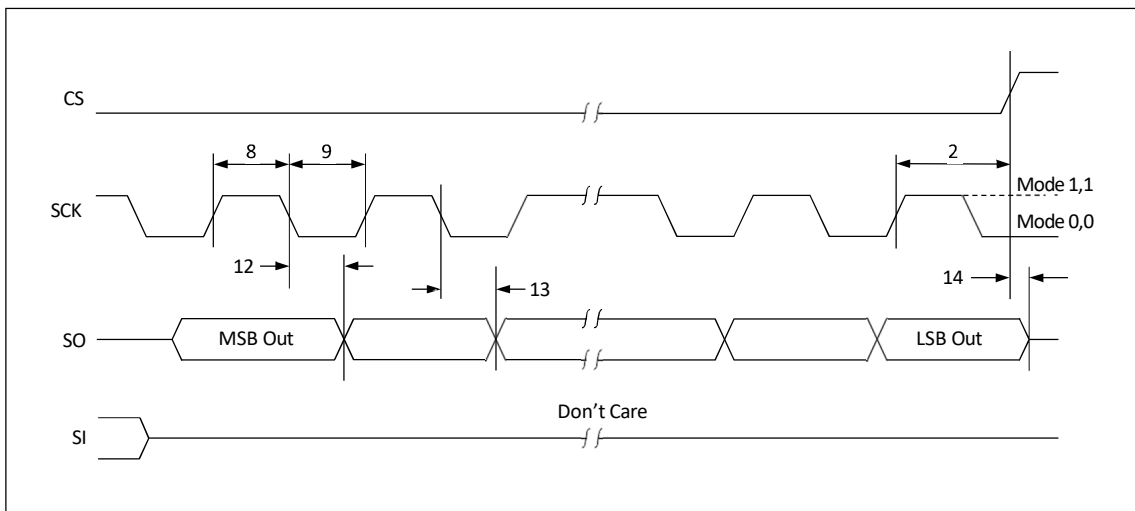 CS
8
9
2
SCK
Mode 1,1
Mode 0,0
12
13
14
SO
MSB Out
LSB Out
Don't Care
SI